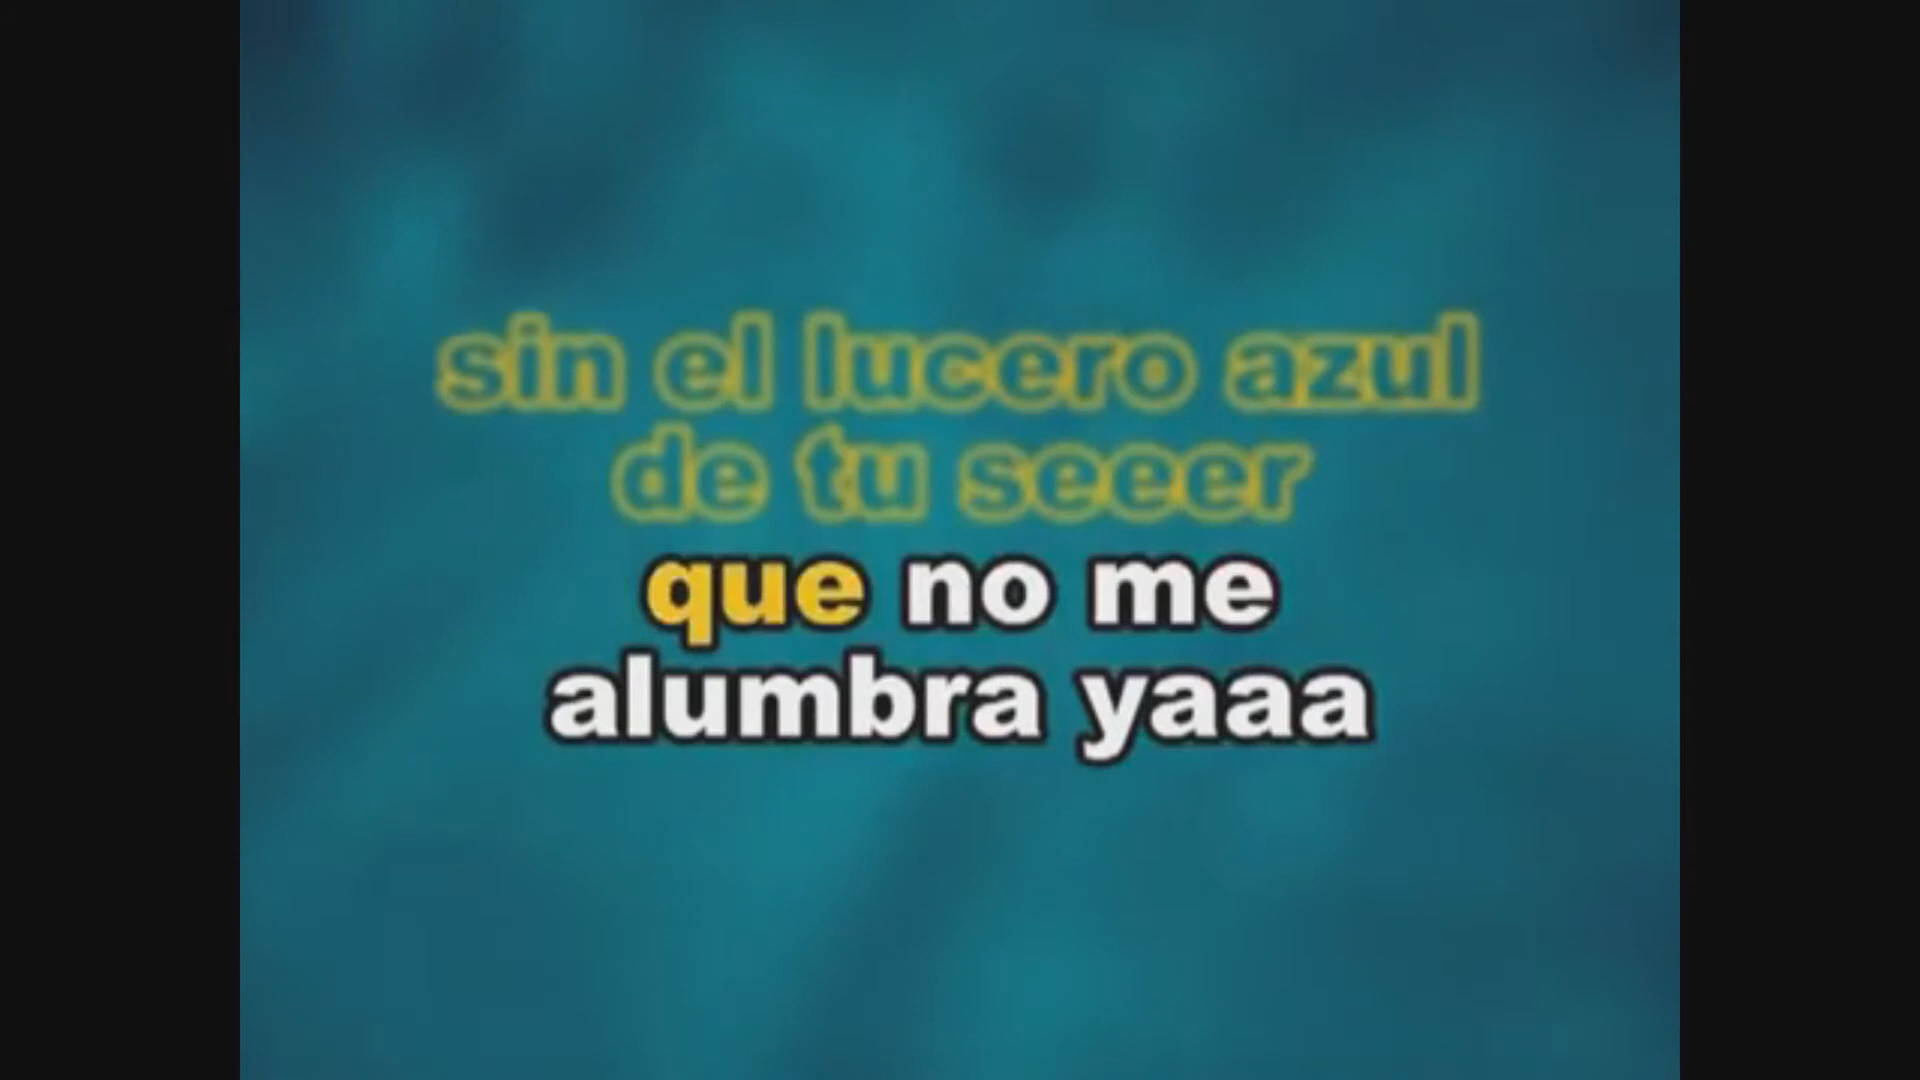 sin el lucero azul
de tu seeer
que no me
alumbra yaaa